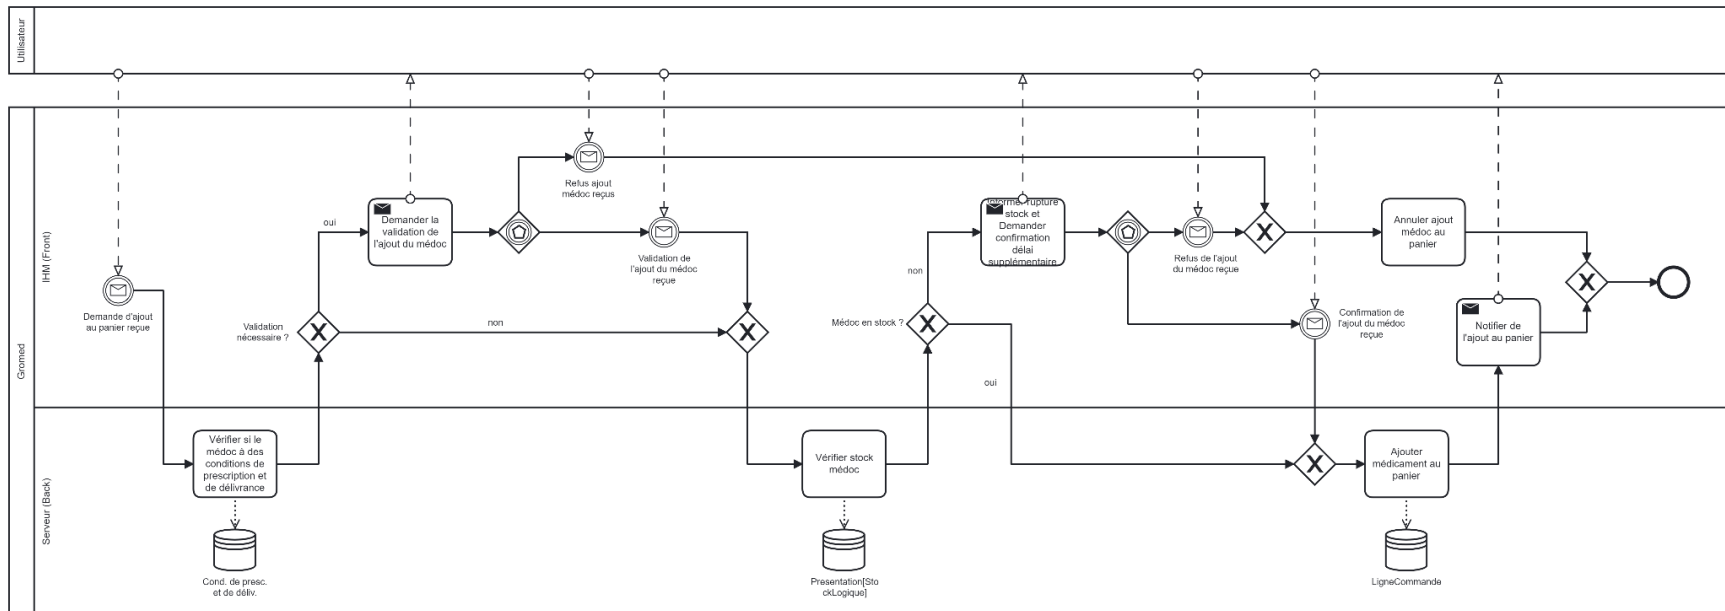 Utilisateur
Gromed
IHM (Front)
Serveur (Back)
Demande d'ajout
au panier reçue
Vérifier si le
médoc à des
conditions de
prescription et
de délivrance
Cond. de presc.
et de déliv.
Validation
nécessaire ?
oui
non
Demander la
validation de
l'ajout du médoc
Refus ajout
médoc reçus
Validation de
l'ajout du médoc
reçue
Vérifier stock
médoc
Presentation[Sto
ckLogique]
Médoc en stock ?
non
oui
Informer rupture
stock et
Demander
confirmation
délai
supplémentaire
Refus de l'ajout
du médoc reçue
Confirmation de
l'ajout du médoc
reçue
Annuler ajout
médoc au
panier
Ajouter
médicament au
panier
LigneCommande
Notifier de
l'ajout au panier